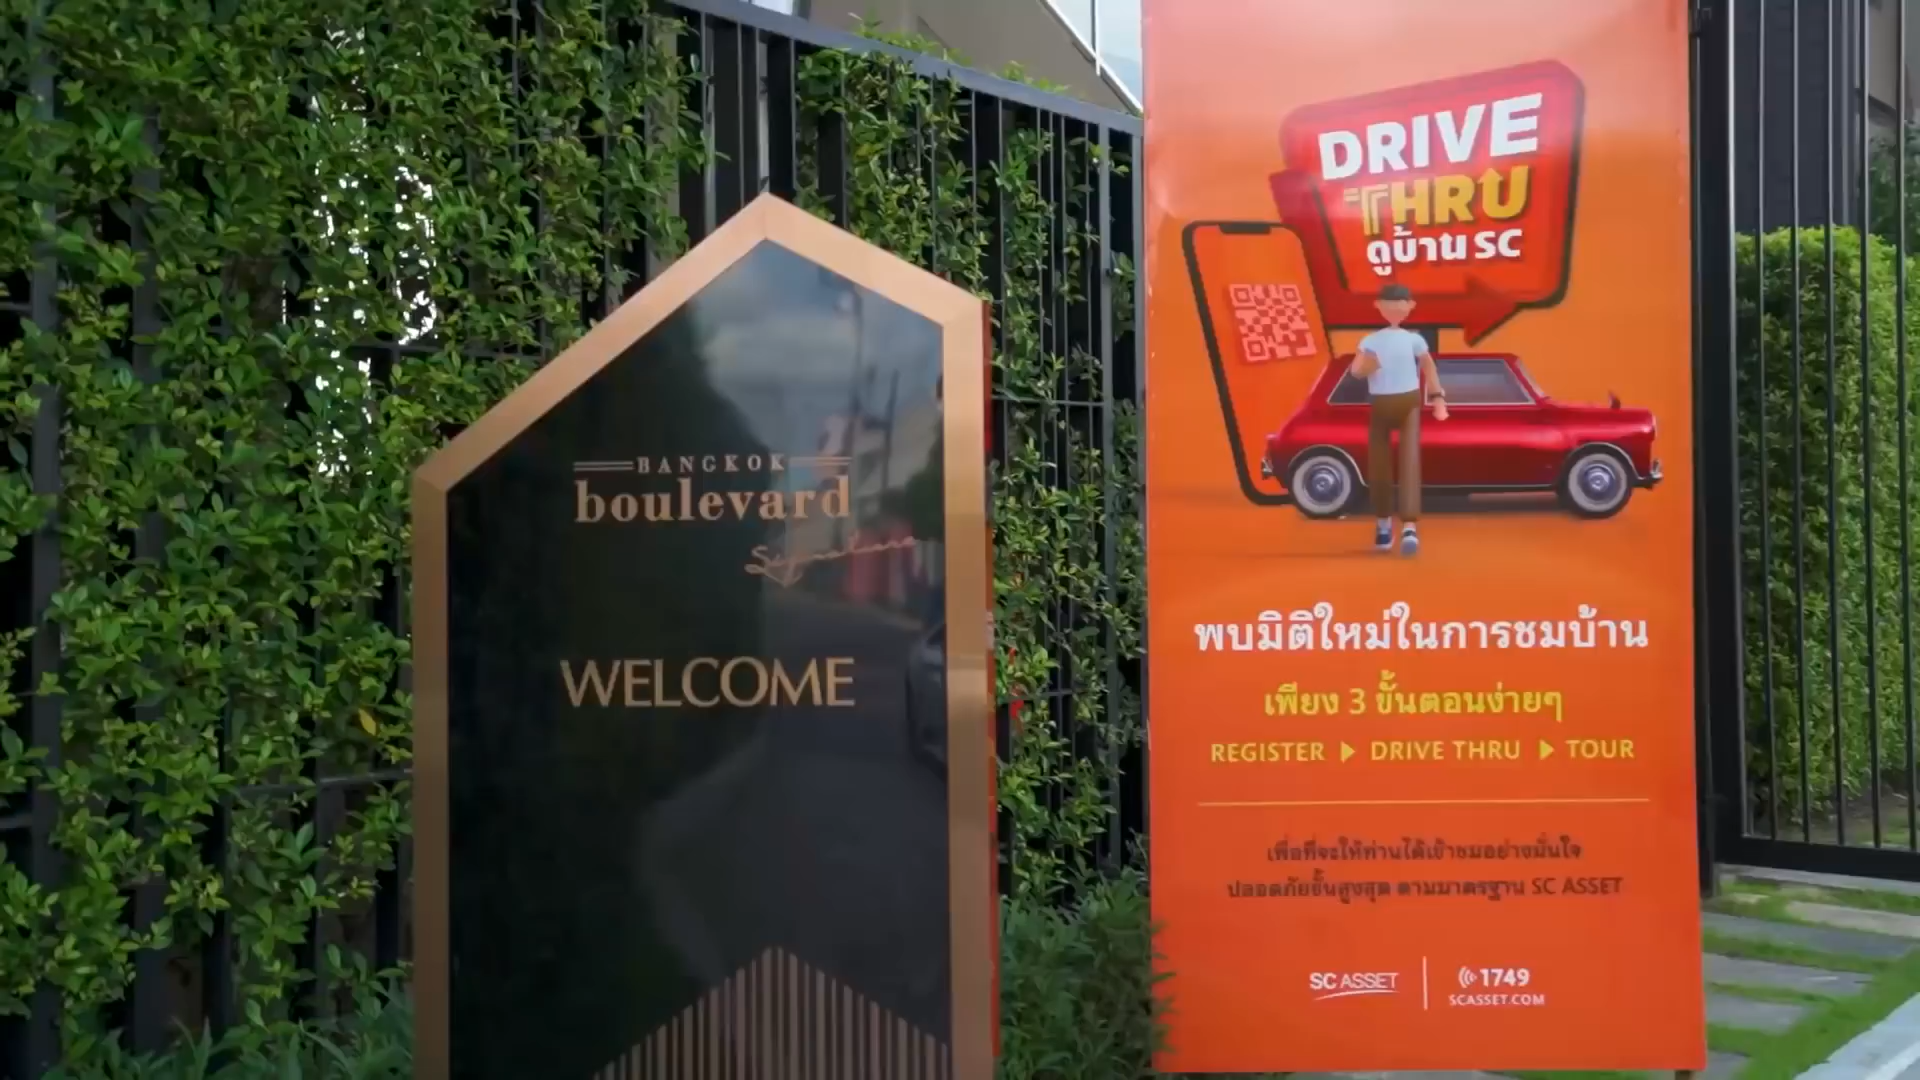 BANGKOK
boulevard
Signature
WELCOME
DRIVE
THRU
ดูบ้าน SC
พบมิติใหม่ในการชมบ้าน
เพียง 3 ขั้นตอนง่ายๆ
REGISTER ▶ DRIVE THRU ▶ TOUR
เพื่อที่จะให้ท่านได้เข้าชมอย่างมั่นใจ
ปลอดภัยขั้นสูงสุด ตามมาตรฐาน SC ASSET
SC ASSET
1749
SCASSET.COM